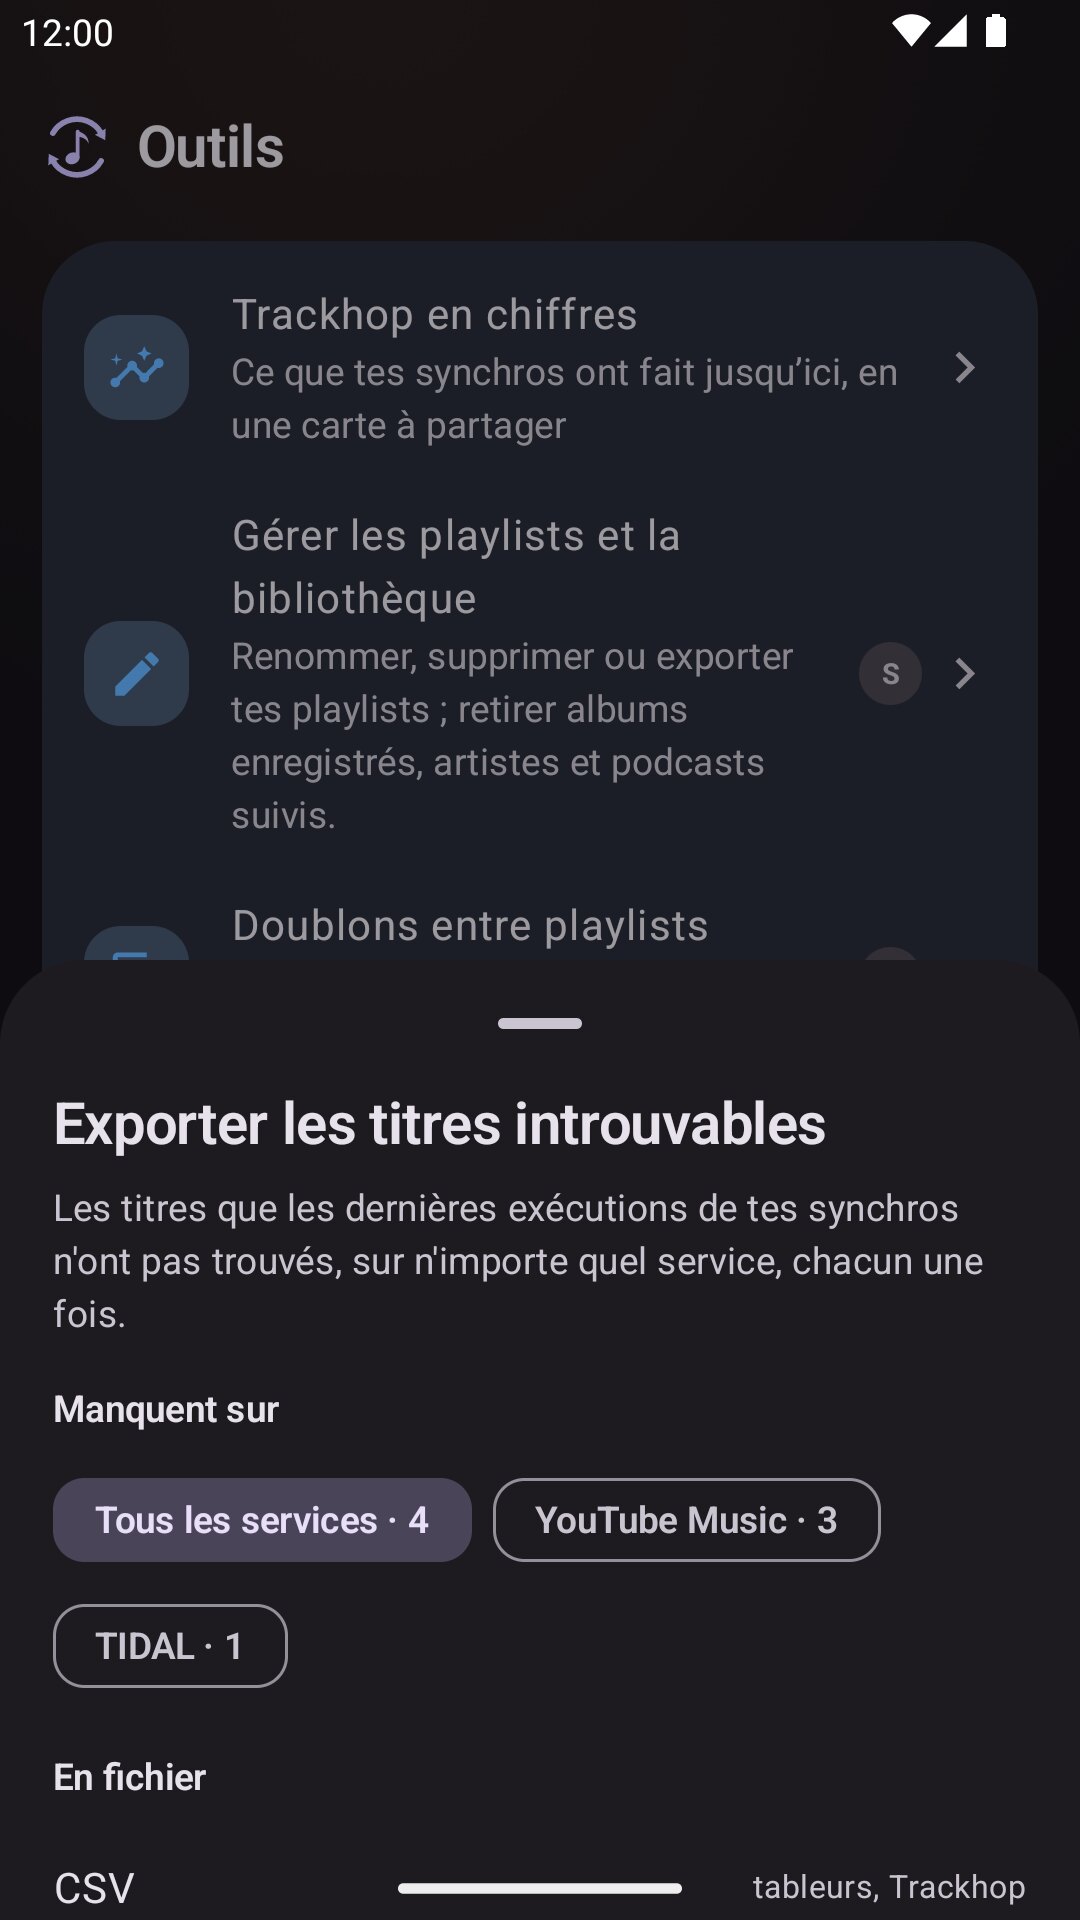 12:00
Outils
Trackhop en chiffres
Ce que tes synchros ont fait jusqu’ici, en
une carte à partager
Gérer les playlists et la
bibliothèque
Renommer, supprimer ou exporter
tes playlists ; retirer albums
enregistrés, artistes et podcasts
suivis.
S
Doublons entre playlists
Exporter les titres introuvables
Les titres que les dernières exécutions de tes synchros
n'ont pas trouvés, sur n'importe quel service, chacun une
fois.
Manquent sur
Tous les services · 4
YouTube Music · 3
TIDAL · 1
En fichier
CSV
tableurs, Trackhop